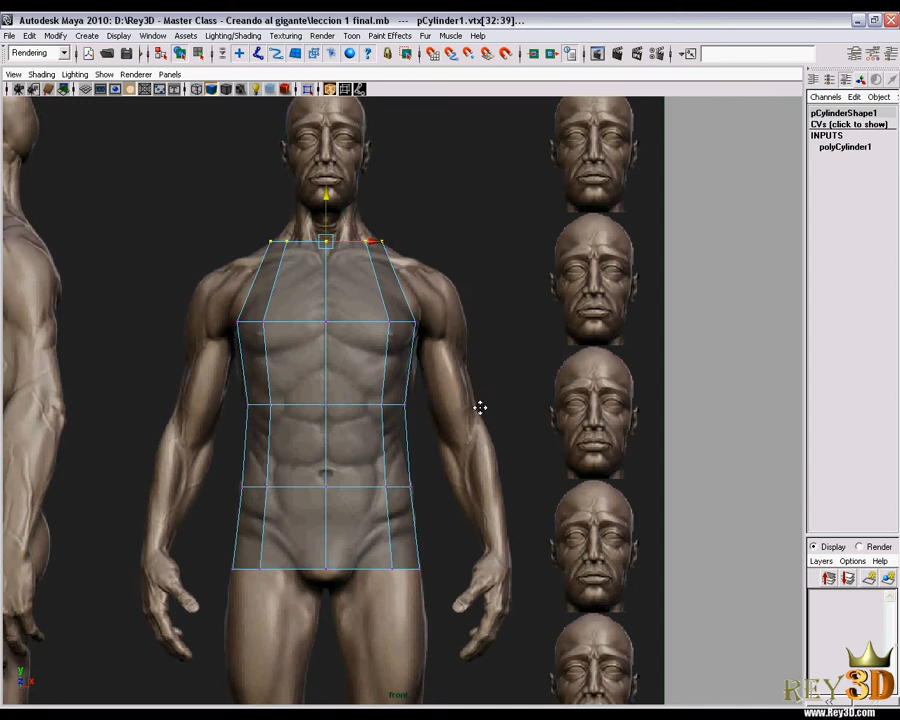 Autodesk Maya 2010: D:\Rey3D - Master Class - Creando al gigante\leccion 1 final.mb --- pCylinder1.vtx[32:39]...
File Edit Modify Create Display Window Assets Lighting/Shading Texturing Render Toon Paint Effects Fur Muscle Help
Rendering
View Shading Lighting Show Renderer Panels
Channels Edit Object
pCylinderShape1
CVs (click to show)
INPUTS
polyCylinder1
Display Render
Layers Options Help
y
z x
front
REY3D
www.Rey3D.com